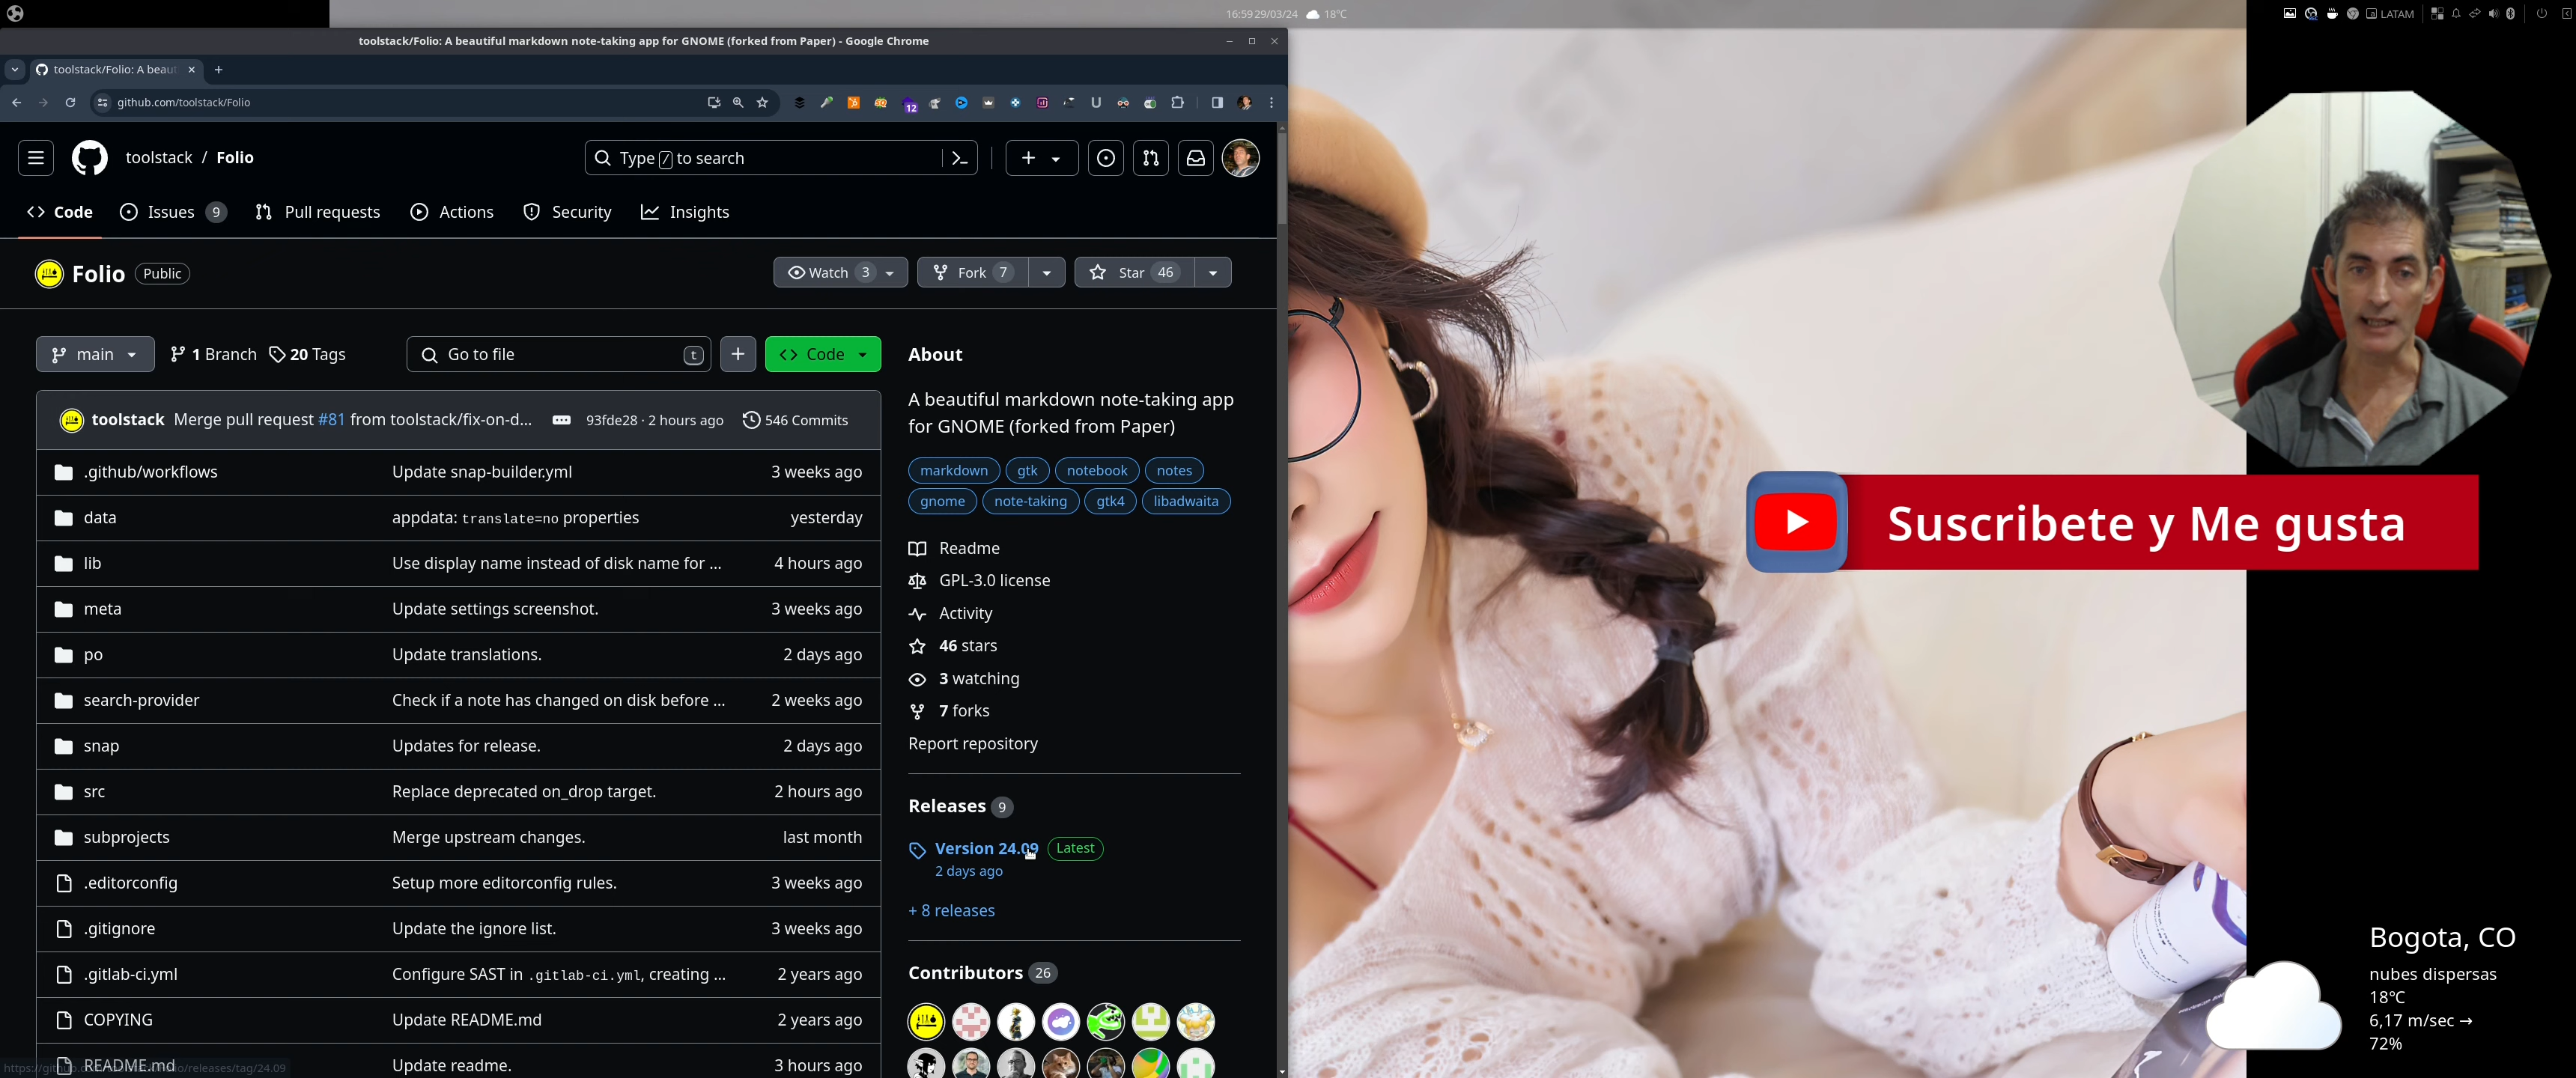 16:59 29/03/24 18°C
LATAM
toolstack/Folio: A beautiful markdown note-taking app for GNOME (forked from Paper) - Google Chrome
toolstack/Folio: A beaut
github.com/toolstack/Folio
12
toolstack / Folio
Type / to search
Code
Issues 9
Pull requests
Actions
Security
Insights
Folio Public
Watch 3
Fork 7
Star 46
main
1 Branch
20 Tags
Go to file
t
Code
toolstack Merge pull request #81 from toolstack/fix-on-d... 93fde28 · 2 hours ago 546 Commits
.github/workflows Update snap-builder.yml 3 weeks ago
data appdata: translate=no properties yesterday
lib Use display name instead of disk name for ... 4 hours ago
meta Update settings screenshot. 3 weeks ago
po Update translations. 2 days ago
search-provider Check if a note has changed on disk before ... 2 weeks ago
snap Updates for release. 2 days ago
src Replace deprecated on_drop target. 2 hours ago
subprojects Merge upstream changes. last month
.editorconfig Setup more editorconfig rules. 3 weeks ago
.gitignore Update the ignore list. 3 weeks ago
.gitlab-ci.yml Configure SAST in .gitlab-ci.yml, creating ... 2 years ago
COPYING Update README.md 2 years ago
README.md Update readme. 3 hours ago
About
A beautiful markdown note-taking app
for GNOME (forked from Paper)
markdown gtk notebook notes
gnome note-taking gtk4 libadwaita
Readme
GPL-3.0 license
Activity
46 stars
3 watching
7 forks
Report repository
Releases 9
Version 24.09 Latest
2 days ago
+ 8 releases
Contributors 26
Suscribete y Me gusta
Bogota, CO
nubes dispersas
18°C
6,17 m/sec →
72%